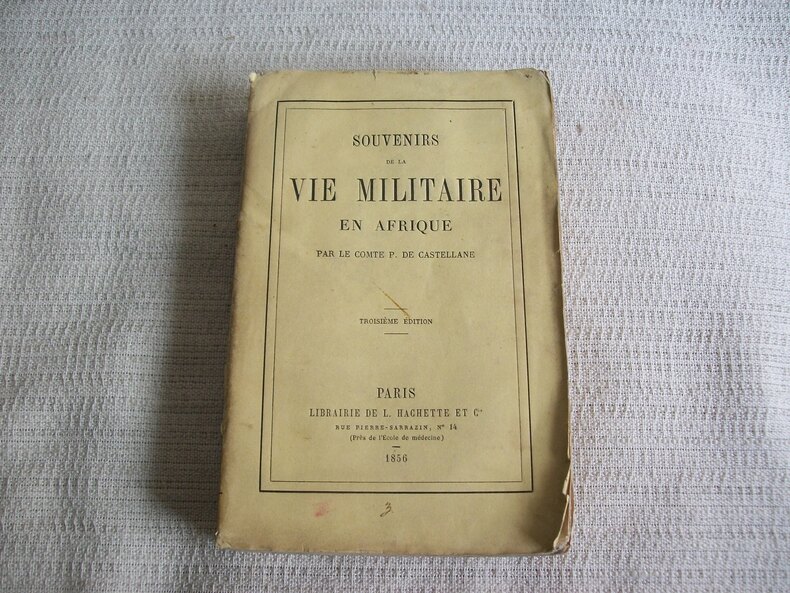 SOUVENIRS
DE LA
VIE MILITAIRE
EN AFRIQUE
PAR LE COMTE P. DE CASTELLANE
TROISIÈME ÉDITION
PARIS
LIBRAIRIE DE L. HACHETTE ET Cⁱᵉ
RUE PIERRE-SARRAZIN, Nº 14
(Près de l'École de médecine)
1856
3